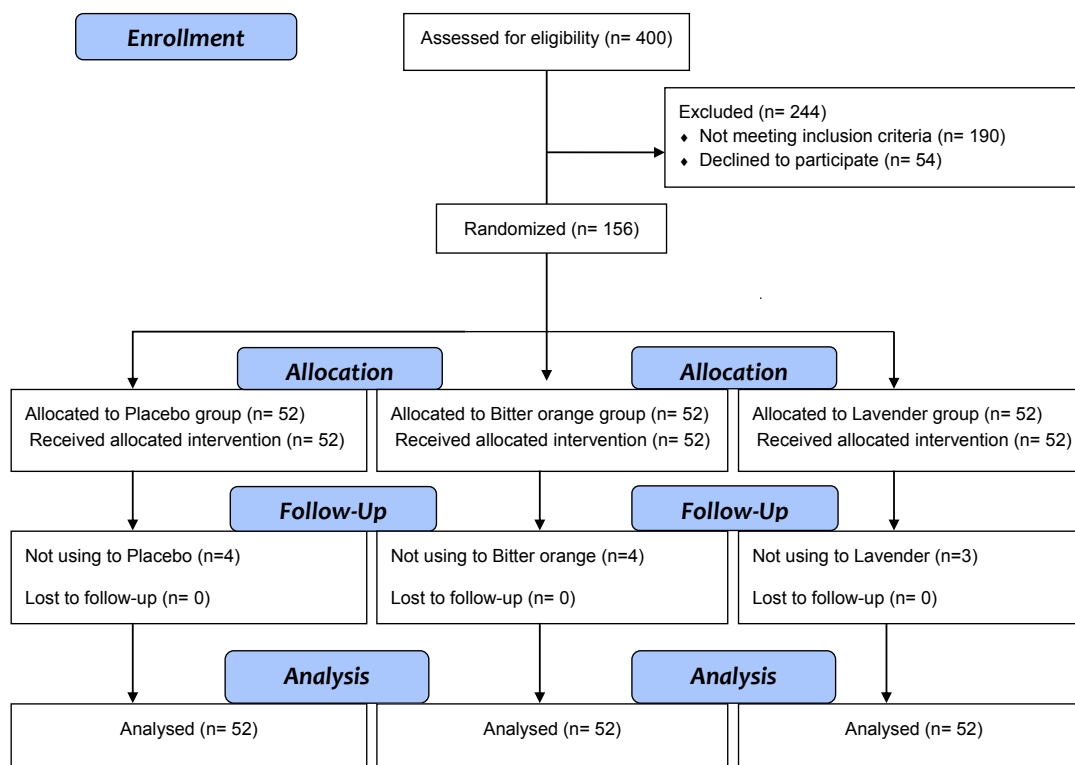 Enrollment
Assessed for eligibility (n= 400)
Excluded (n= 244)
♦ Not meeting inclusion criteria (n= 190)
♦ Declined to participate (n= 54)
Randomized (n= 156)
Allocation
Allocation
Allocated to Placebo group (n= 52)
Received allocated intervention (n= 52)
Allocated to Bitter orange group (n= 52)
Received allocated intervention (n= 52)
Allocated to Lavender group (n= 52)
Received allocated intervention (n= 52)
Follow-Up
Follow-Up
Not using to Placebo (n=4)
Lost to follow-up (n= 0)
Not using to Bitter orange (n=4)
Lost to follow-up (n= 0)
Not using to Lavender (n=3)
Lost to follow-up (n= 0)
Analysis
Analysis
Analysed (n= 52)
Analysed (n= 52)
Analysed (n= 52)